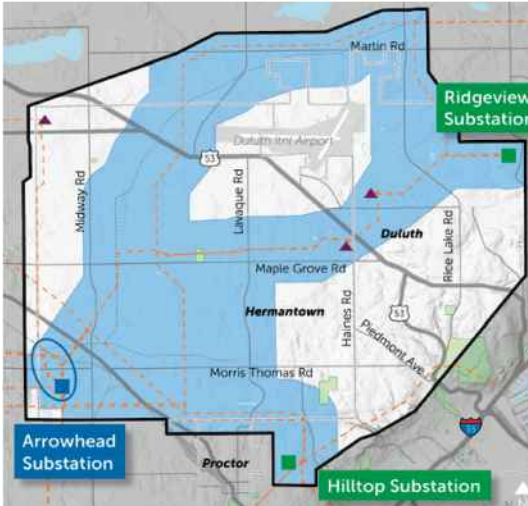 Martin Rd
Ridgeview
Substation
Duluth Intl Airport
53
Midway Rd
Lavaque Rd
Duluth
Rice Lake Rd
Maple Grove Rd
Hermantown
Haines Rd
53
Piedmont Ave.
Morris Thomas Rd
35
Arrowhead
Substation
Proctor
Hilltop Substation
N